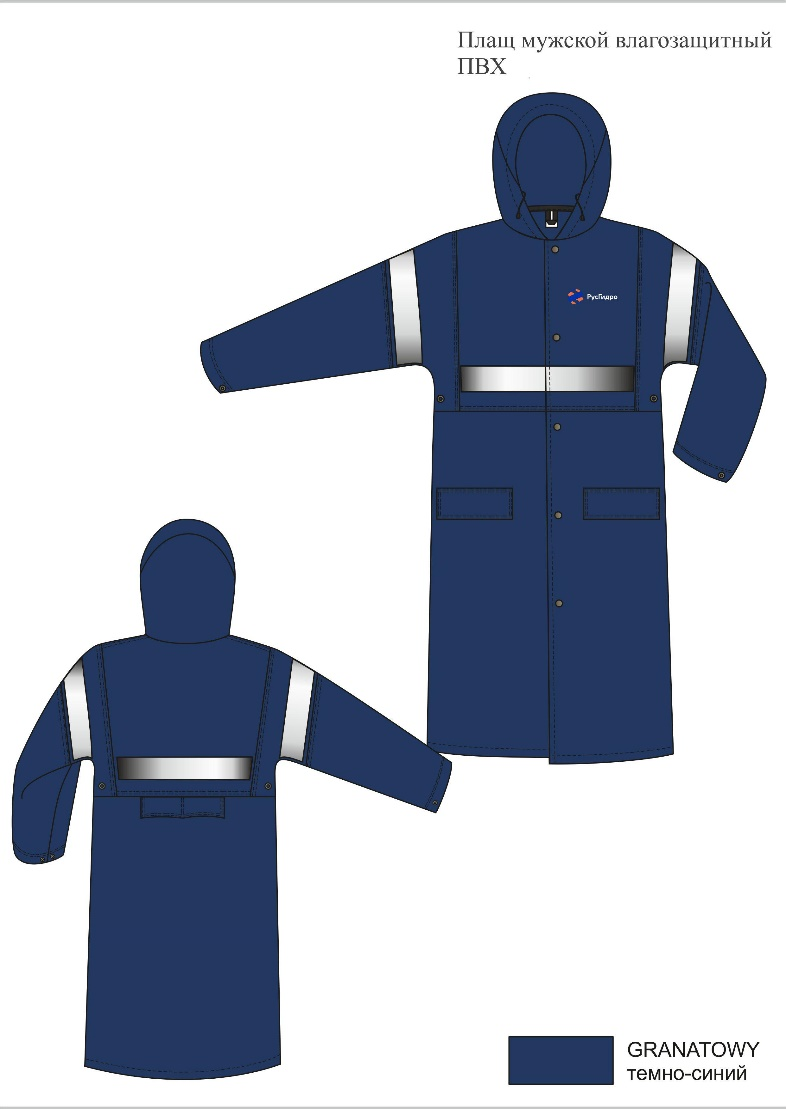 Плащ мужской влагозащитный
ПВХ
РусГидро
GRANATOWY
темно-синий